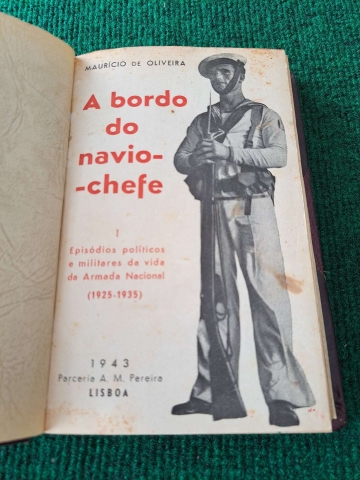 MAURÍCIO DE OLIVEIRA
A bordo
do
navio-
-chefe
I
Episódios políticos
e militares da vida
da Armada Nacional
(1925-1935)
1943
Parceria A. M. Pereira
LISBOA